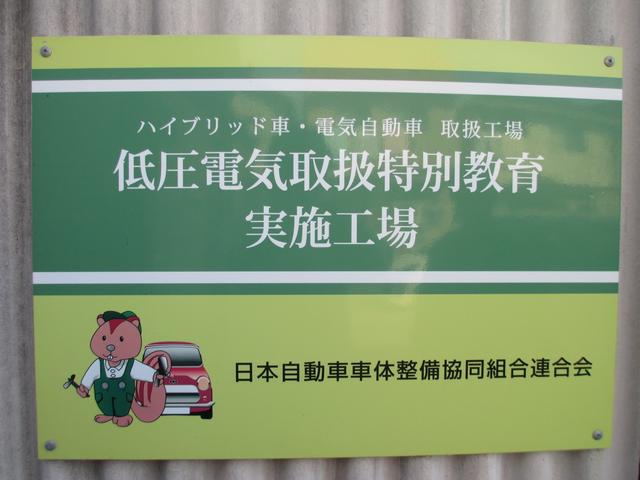 ハイブリッド車・電気自動車 取扱工場
低圧電気取扱特別教育
実施工場
日本自動車車体整備協同組合連合会